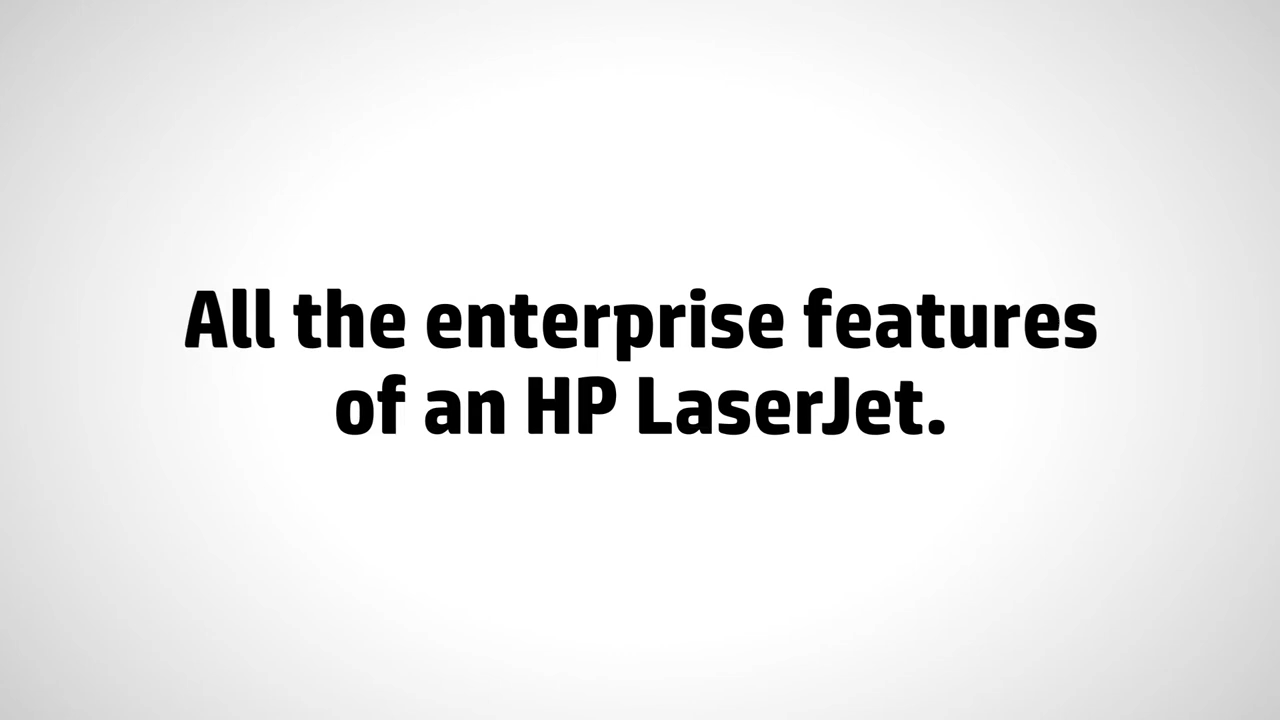 All the enterprise features
of an HP LaserJet.